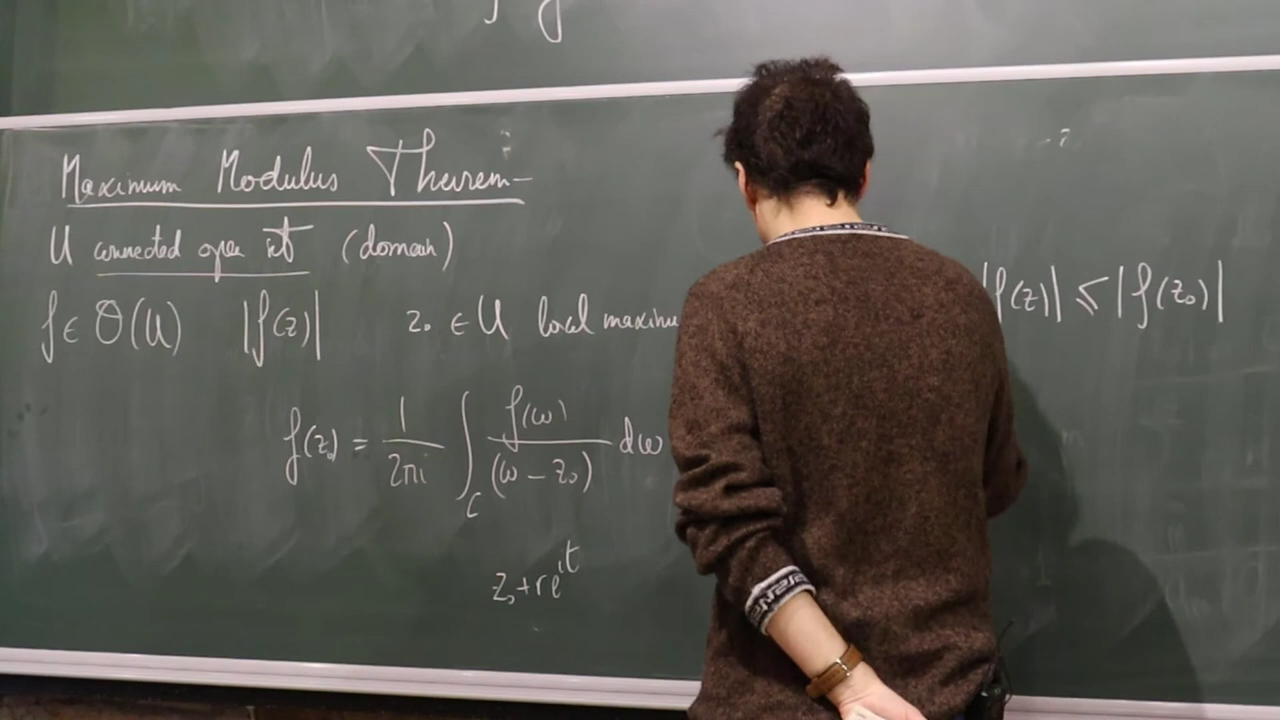 Maximum Modulus Theorem
U connected open set (domain)
f ∈ O(U) |f(z)| z₀ ∈ U local maximu |f(z)| ≤ |f(z₀)|
f(z₀) = 1/2πi ∫_C f(ω)/(ω − z₀) dω
z₀+re^{it}